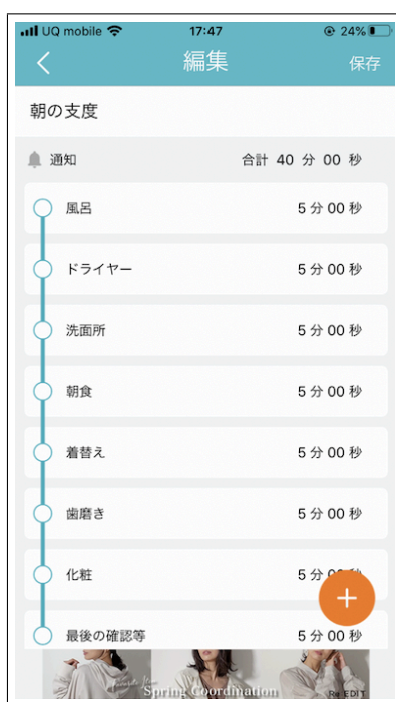 UQ mobile 17:47 24%
編集 保存
朝の支度
通知 合計 40 分 00 秒
風呂 5 分 00 秒
ドライヤー 5 分 00 秒
洗面所 5 分 00 秒
朝食 5 分 00 秒
着替え 5 分 00 秒
歯磨き 5 分 00 秒
化粧 5 分
最後の確認等 5 分 00 秒
Spring Coordination
Re:EDIT